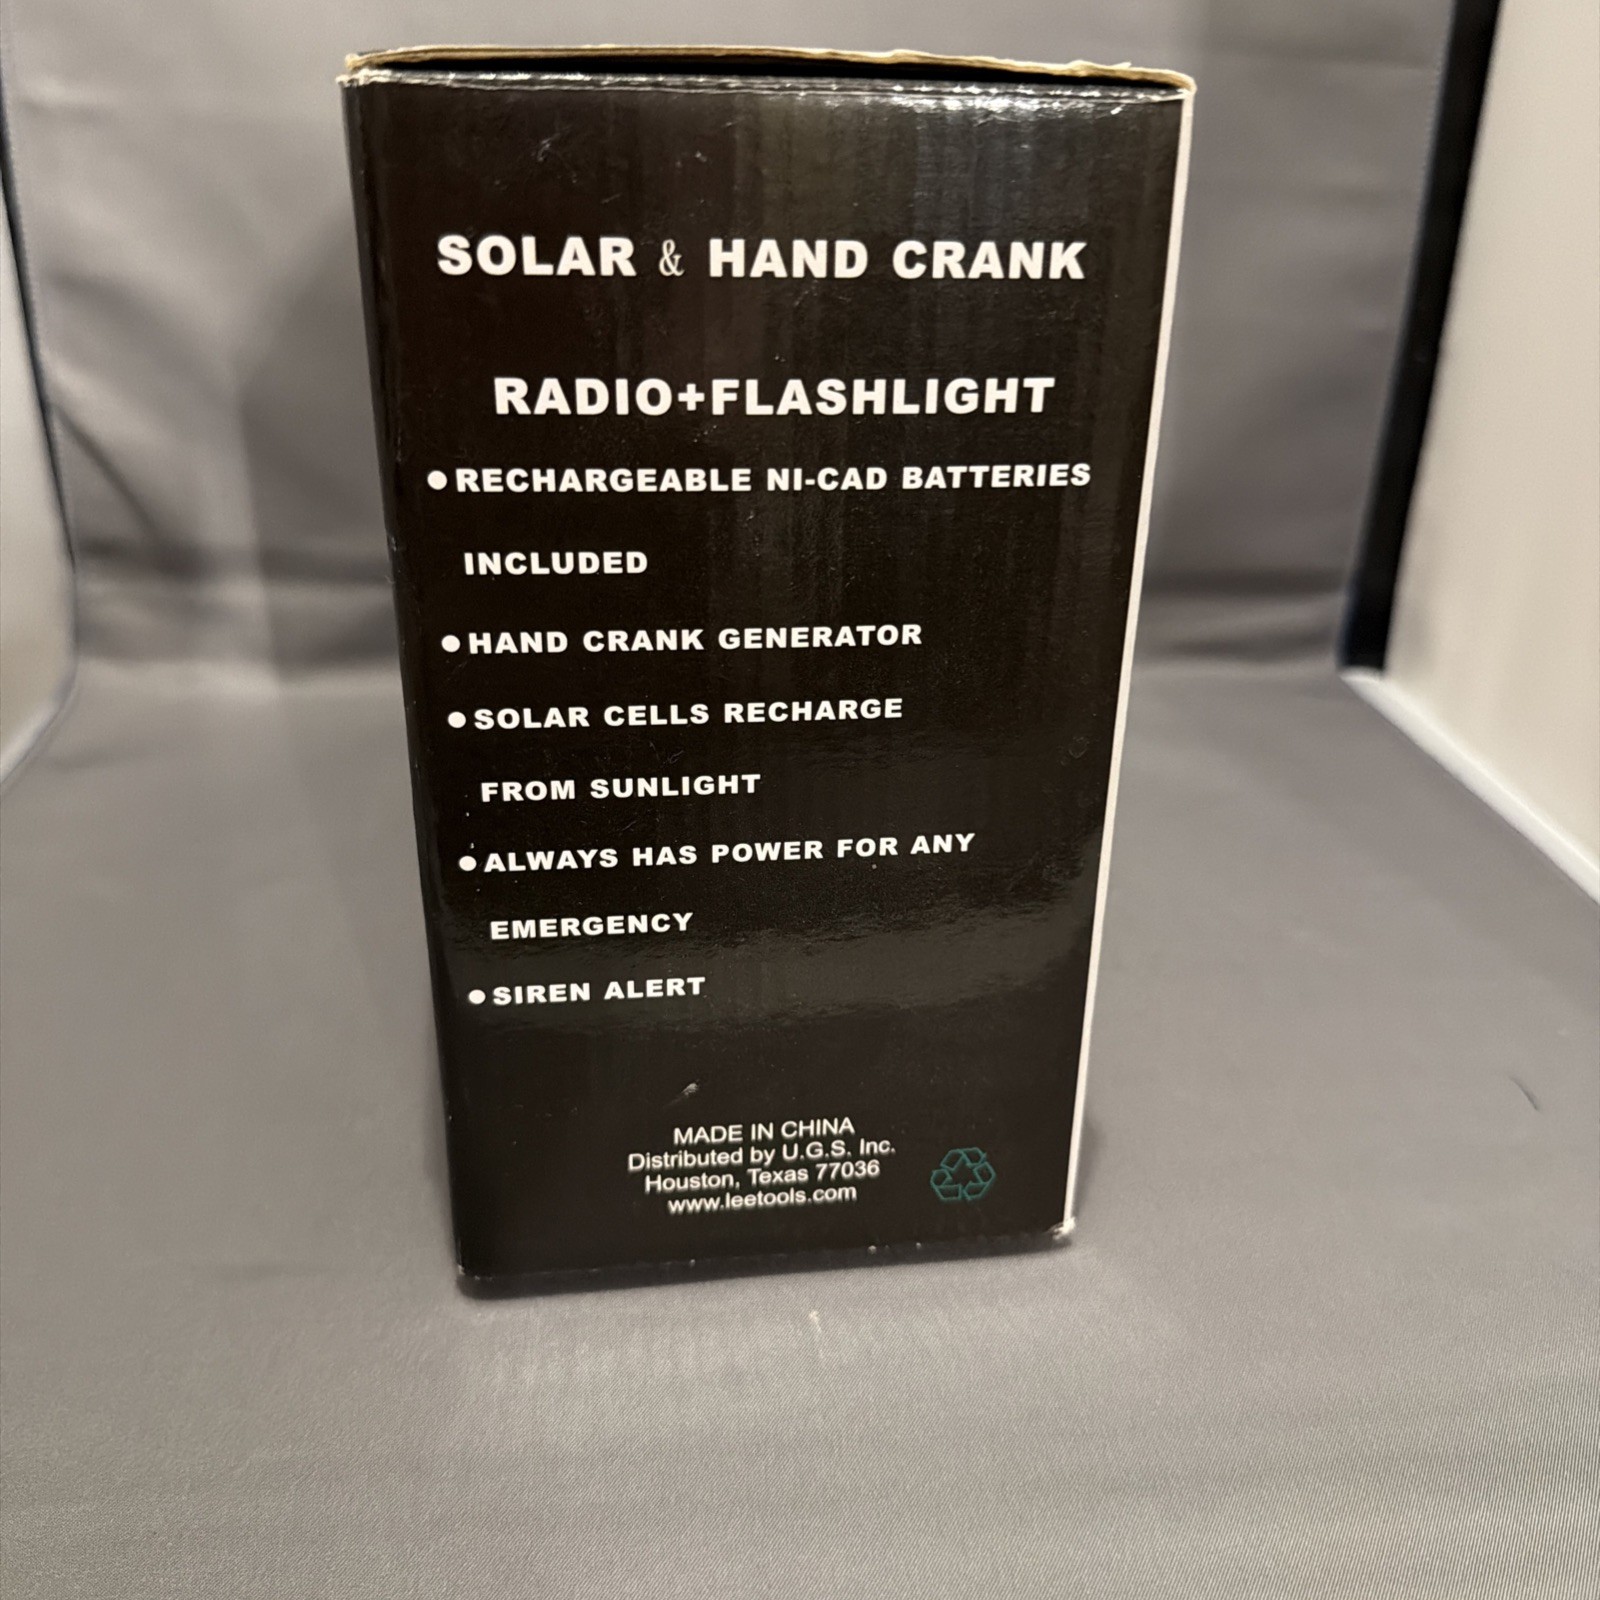 SOLAR & HAND CRANK
RADIO+FLASHLIGHT
●RECHARGEABLE NI-CAD BATTERIES
INCLUDED
●HAND CRANK GENERATOR
●SOLAR CELLS RECHARGE
FROM SUNLIGHT
●ALWAYS HAS POWER FOR ANY
EMERGENCY
●SIREN ALERT
MADE IN CHINA
Distributed by U.G.S. Inc.
Houston, Texas 77036
www.leetools.com